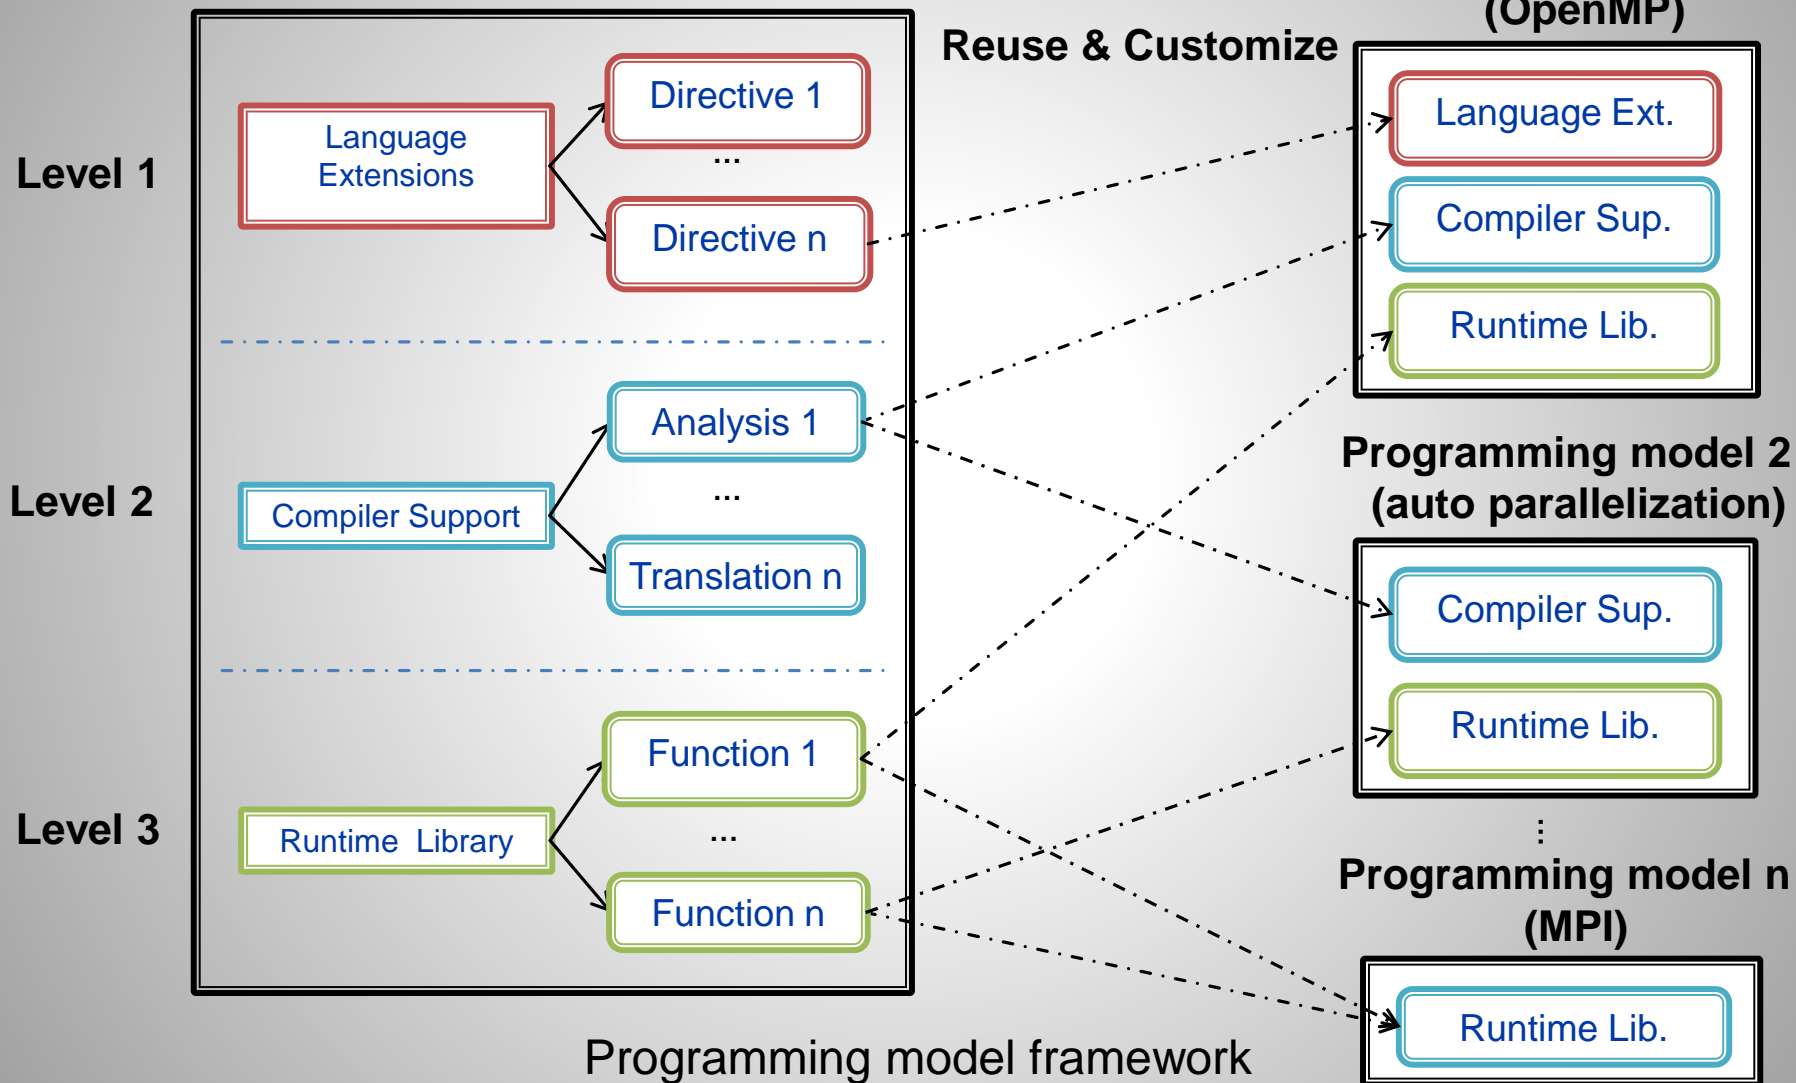 (OpenMP)
Reuse & Customize
Level 1
Language
Extensions
Directive 1
...
Directive n
Language Ext.
Compiler Sup.
Runtime Lib.
Level 2
Compiler Support
Analysis 1
...
Translation n
Programming model 2
(auto parallelization)
Compiler Sup.
Runtime Lib.
Level 3
Runtime Library
Function 1
...
Function n
...
Programming model n
(MPI)
Runtime Lib.
Programming model framework